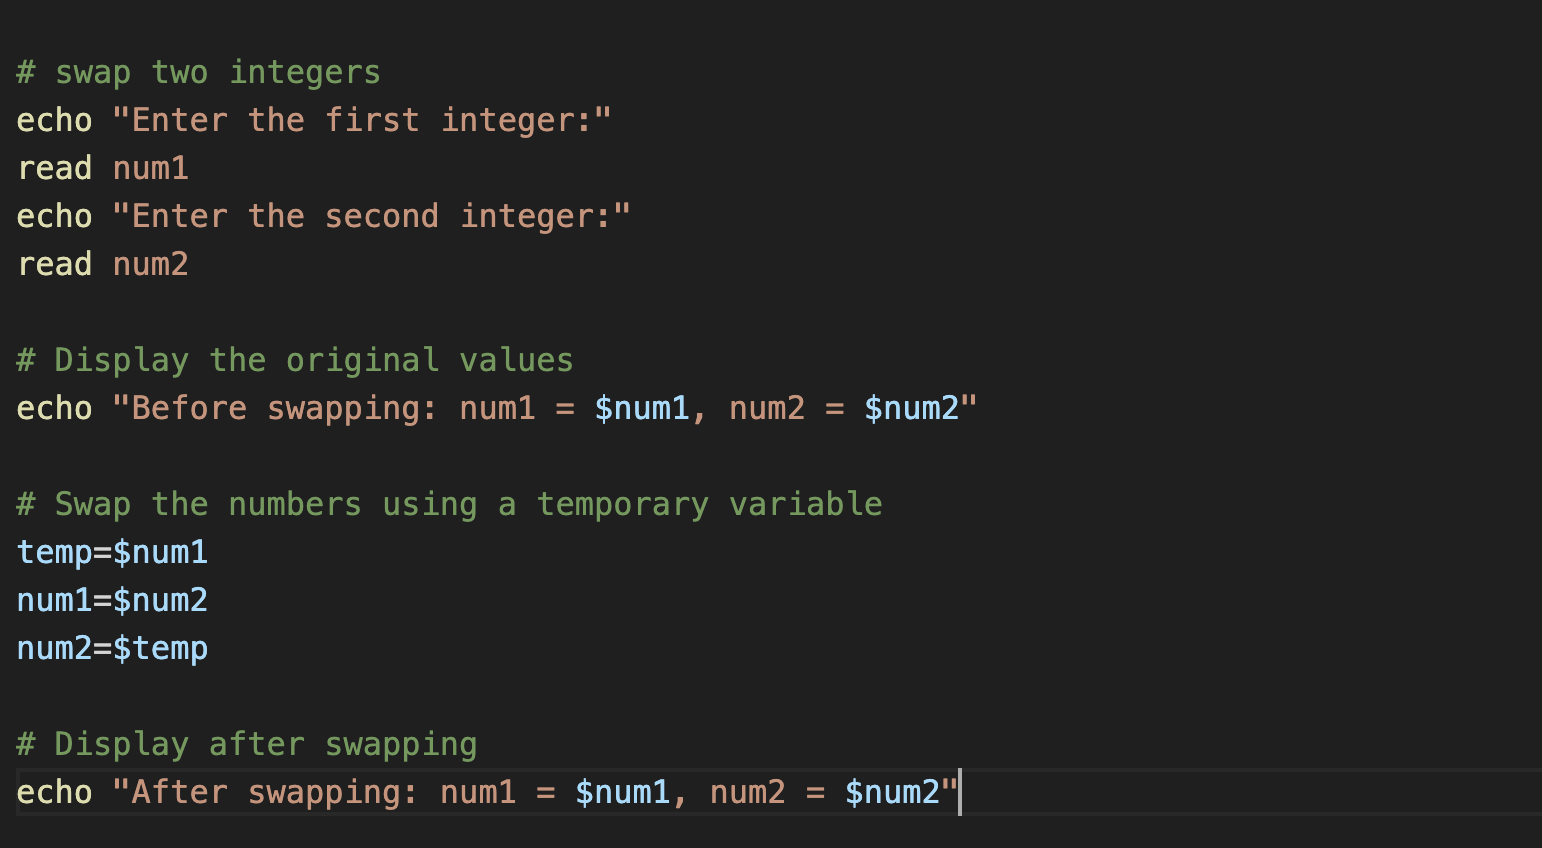 # swap two integers
echo "Enter the first integer:"
read num1
echo "Enter the second integer:"
read num2
# Display the original values
echo "Before swapping: num1 = $num1, num2 = $num2"
# Swap the numbers using a temporary variable
temp=$num1
num1=$num2
num2=$temp
# Display after swapping
echo "After swapping: num1 = $num1, num2 = $num2"